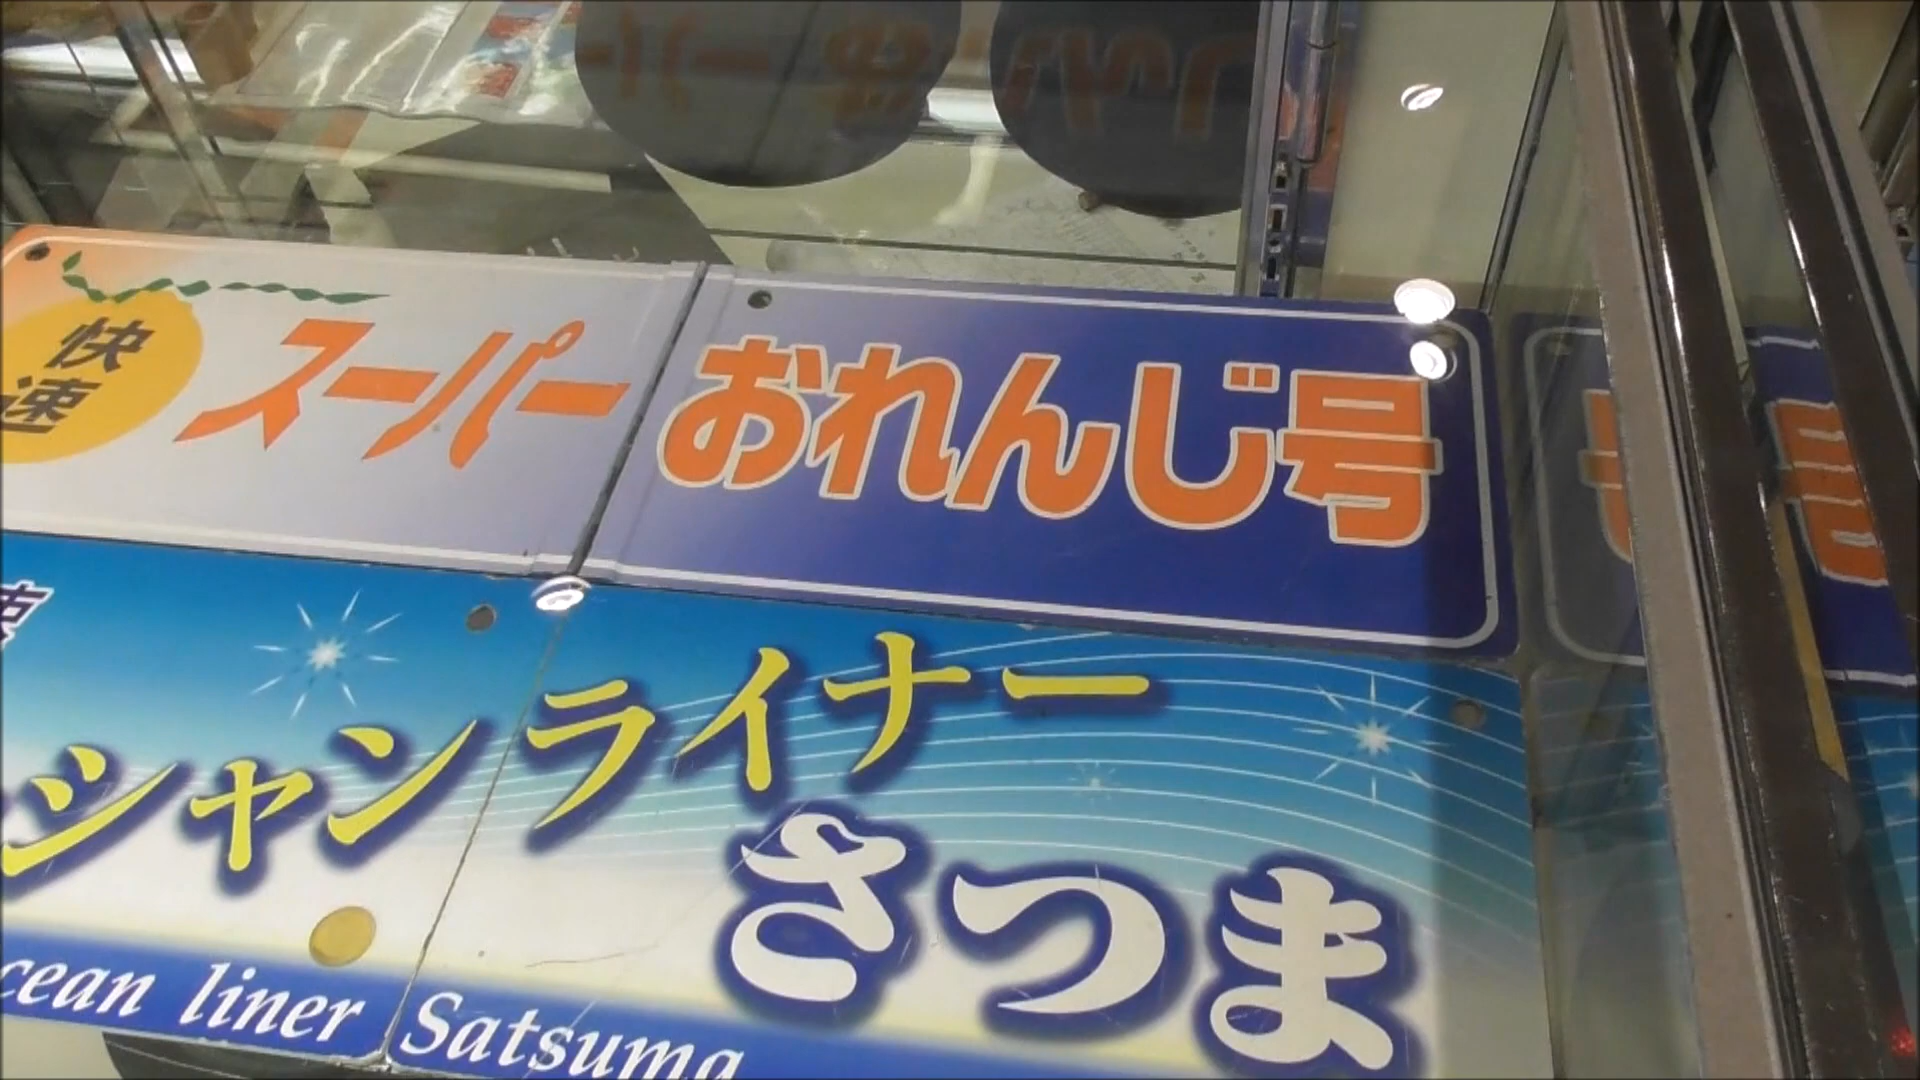 快速
スーパー おれんじ号
速
シャンライナー
さつま
cean liner Satsuma